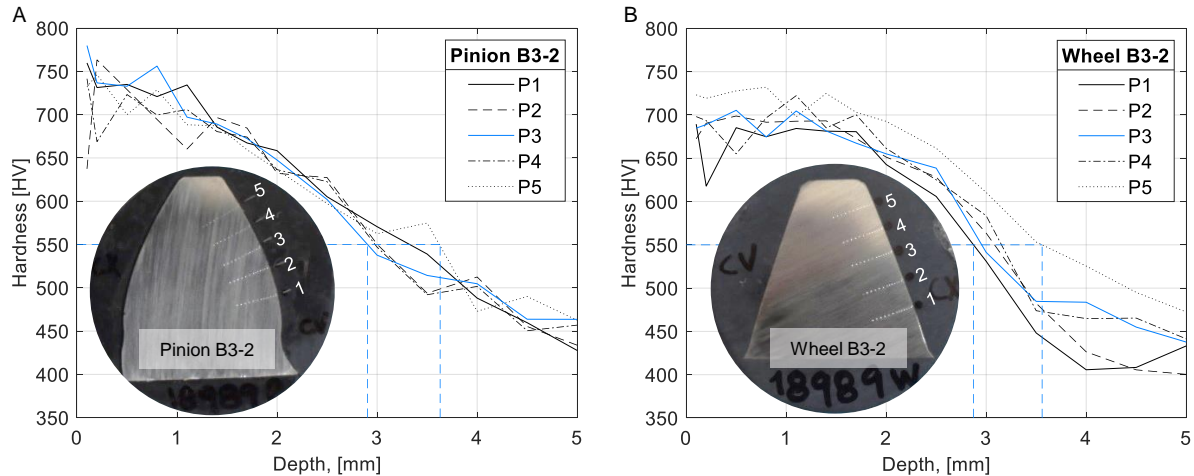 A
Hardness [HV]
800
750
700
650
600
550
500
450
400
350
0
1
2
3
4
5
Depth, [mm]
Pinion B3-2
P1
P2
P3
P4
P5
5
4
3
2
1
Pinion B3-2
B
Hardness [HV]
800
750
700
650
600
550
500
450
400
350
0
1
2
3
4
5
Depth, [mm]
Wheel B3-2
P1
P2
P3
P4
P5
5
4
3
2
1
CV
Wheel B3-2
18989W